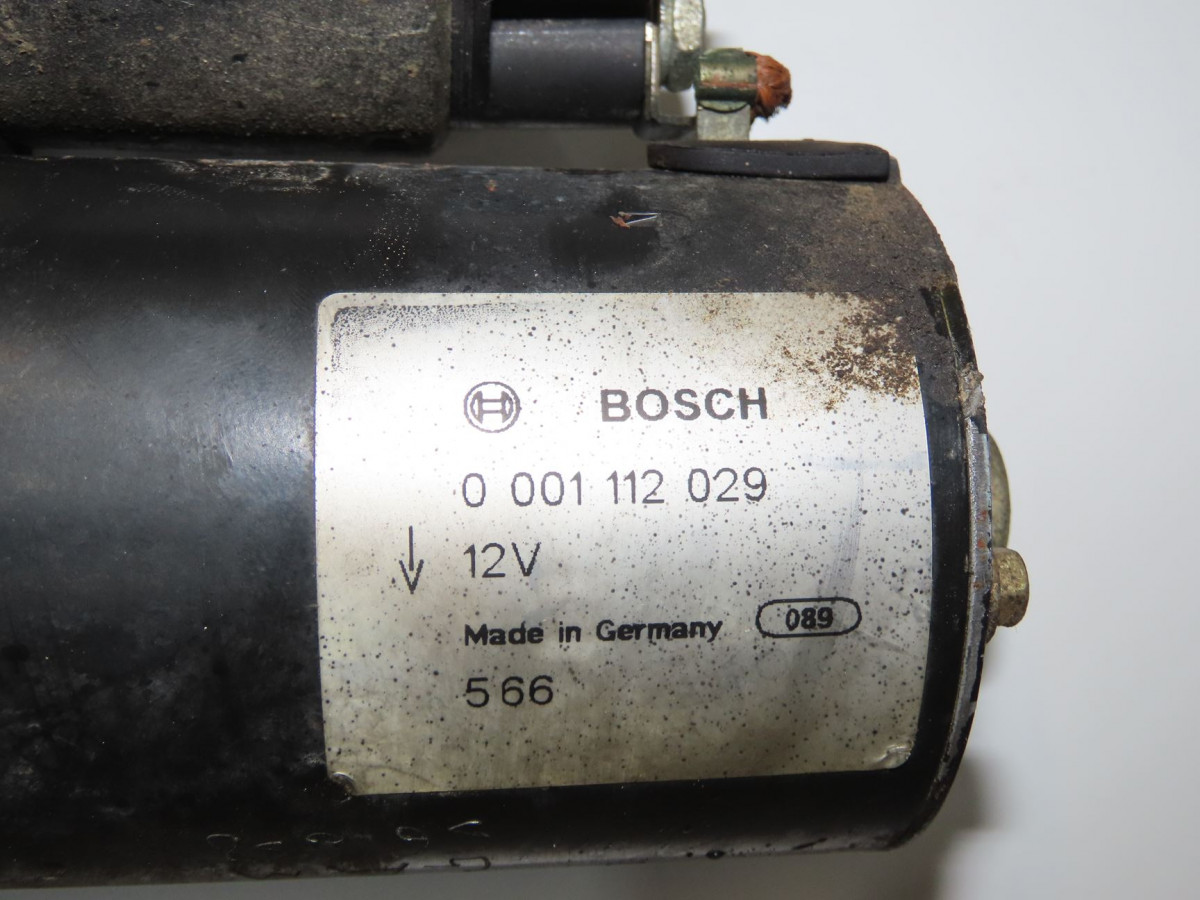 BOSCH
0 001 112 029
12V
Made in Germany 089
566